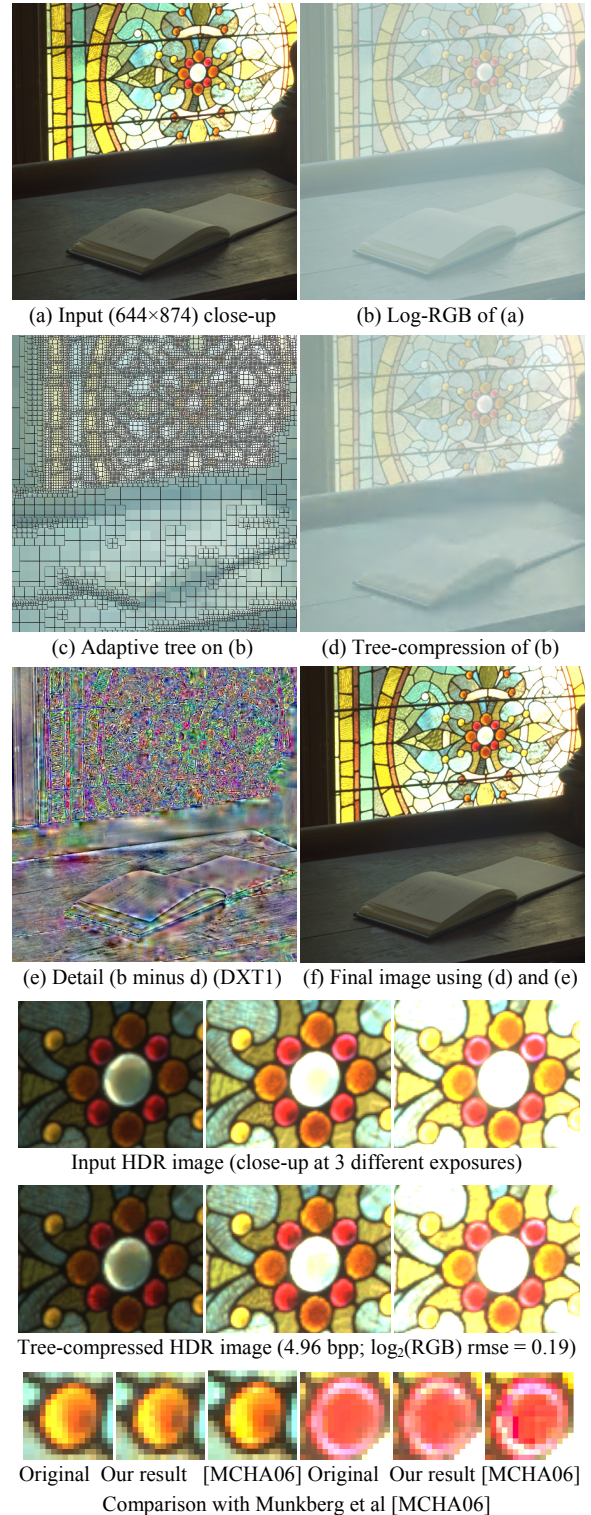 (a) Input (644×874) close-up
(b) Log-RGB of (a)
(c) Adaptive tree on (b)
(d) Tree-compression of (b)
(e) Detail (b minus d) (DXT1)
(f) Final image using (d) and (e)
Input HDR image (close-up at 3 different exposures)
Tree-compressed HDR image (4.96 bpp; log₂(RGB) rmse = 0.19)
Original Our result [MCHA06] Original Our result [MCHA06]
Comparison with Munkberg et al [MCHA06]